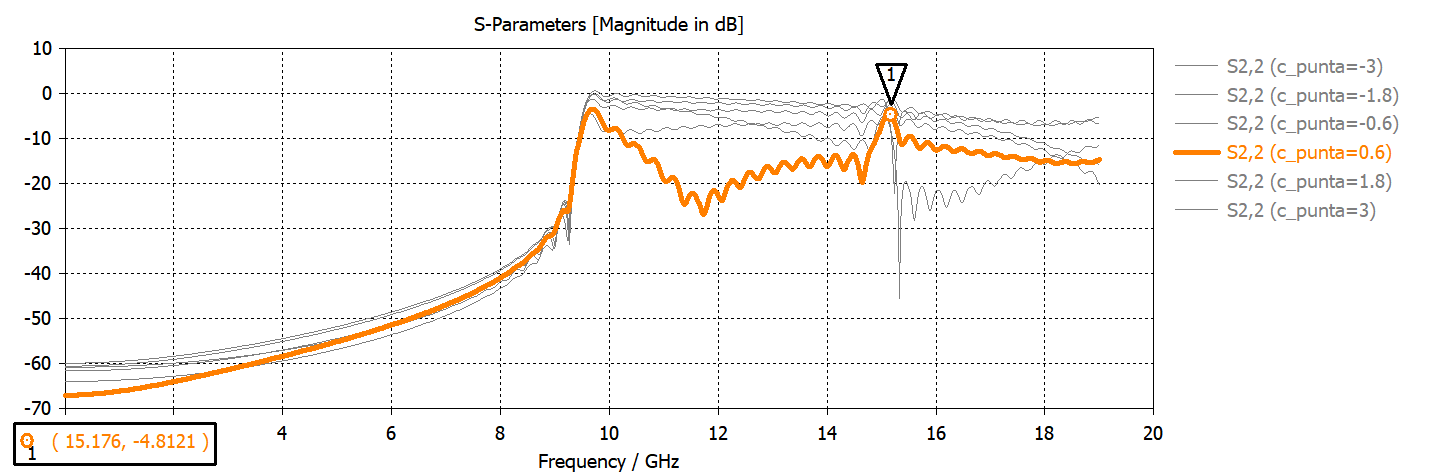 S-Parameters [Magnitude in dB]
10
0
-10
-20
-30
-40
-50
-60
-70
4
6
8
10
12
14
16
18
20
Frequency / GHz
1
S2,2 (c_punta=-3)
S2,2 (c_punta=-1.8)
S2,2 (c_punta=-0.6)
S2,2 (c_punta=0.6)
S2,2 (c_punta=1.8)
S2,2 (c_punta=3)
1 ( 15.176, -4.8121 )